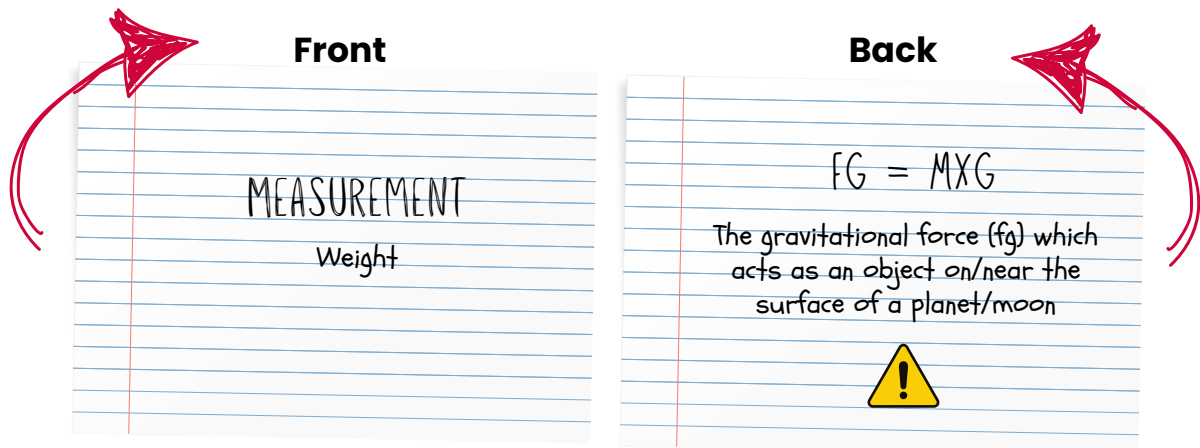 Front
MEASUREMENT
Weight
Back
FG = MXG
The gravitational force (fg) which
acts as an object on/near the
surface of a planet/moon